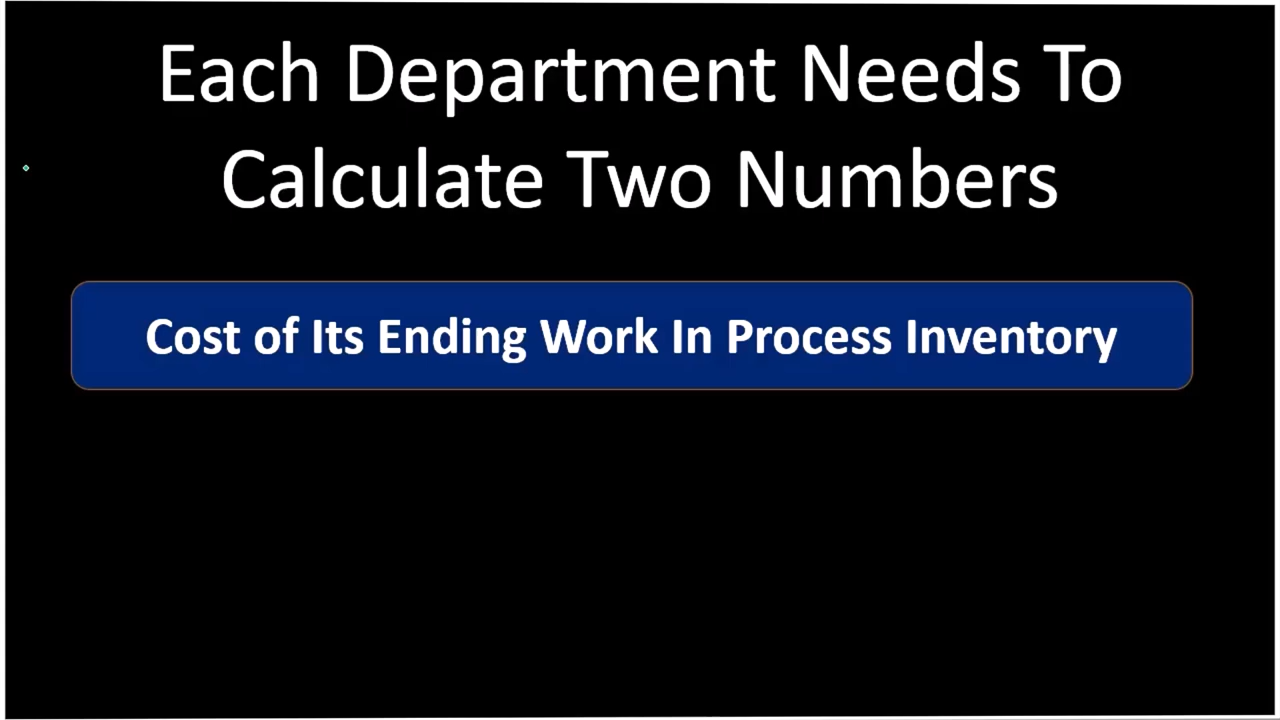 Each Department Needs To
Calculate Two Numbers
Cost of Its Ending Work In Process Inventory